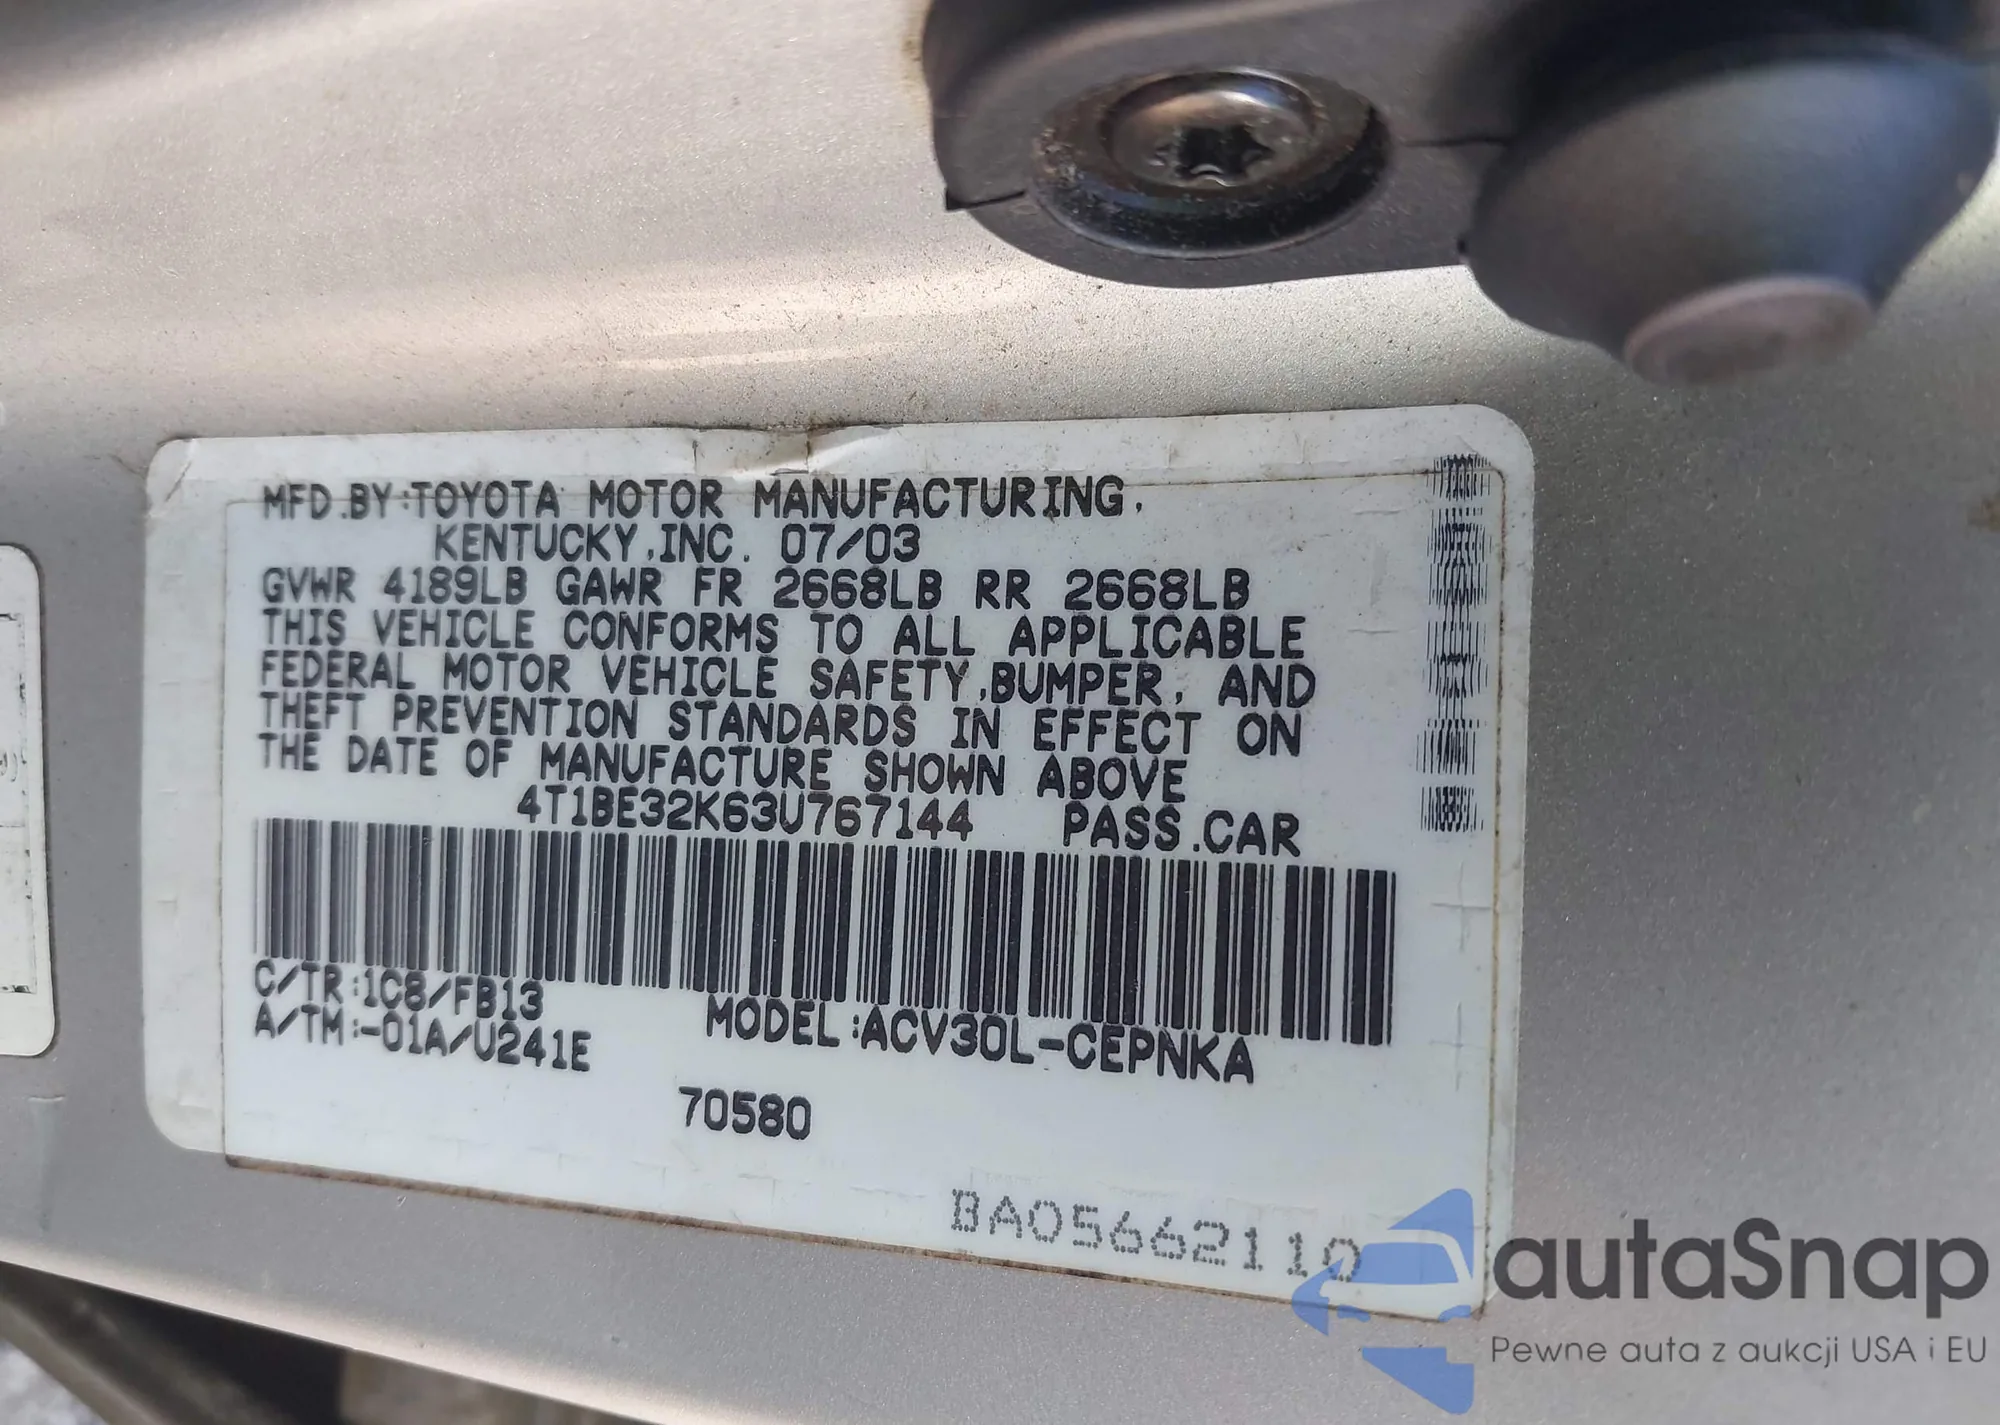 MFD.BY:TOYOTA MOTOR MANUFACTURING,
KENTUCKY,INC. 07/03
GVWR 4189LB GAWR FR 2668LB RR 2668LB
THIS VEHICLE CONFORMS TO ALL APPLICABLE
FEDERAL MOTOR VEHICLE SAFETY,BUMPER, AND
THEFT PREVENTION STANDARDS IN EFFECT ON
THE DATE OF MANUFACTURE SHOWN ABOVE
4T1BE32K63U767144 PASS.CAR
C/TR:1C8/FB13
A/TM:-01A/U241E
MODEL:ACV30L-CEPNKA
70580
BA05662110
autaSnap
Pewne auta z aukcji USA i EU